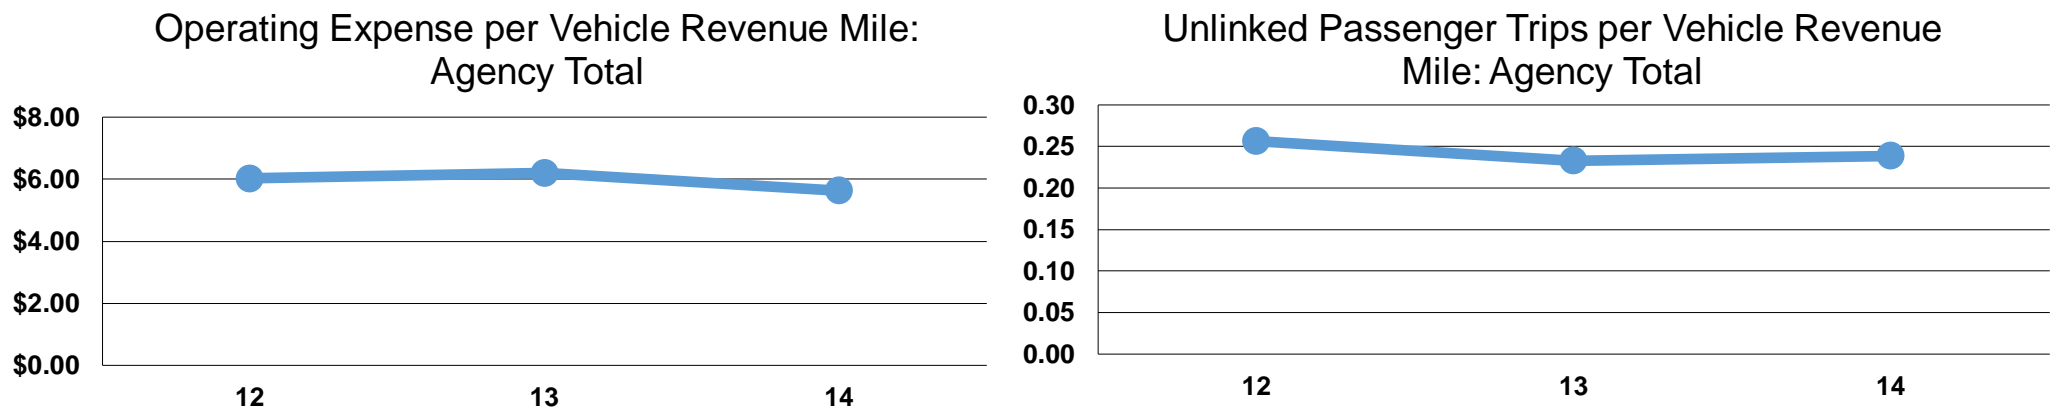 Operating Expense per Vehicle Revenue Mile:
Agency Total
$8.00
$6.00
$4.00
$2.00
$0.00
12 13 14
Unlinked Passenger Trips per Vehicle Revenue
Mile: Agency Total
0.30
0.25
0.20
0.15
0.10
0.05
0.00
12 13 14